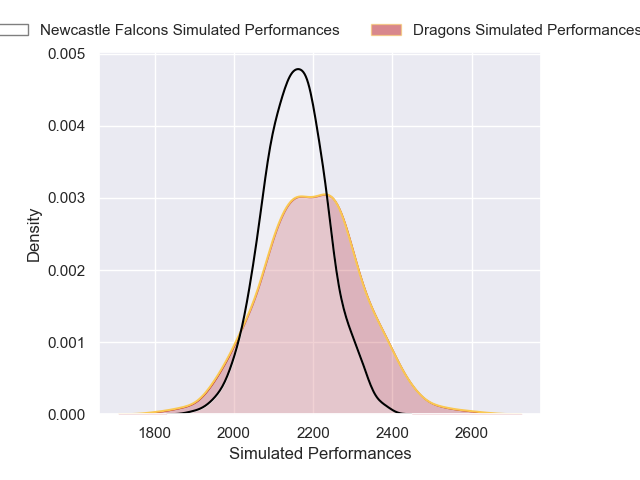 Newcastle Falcons Simulated Performances Dragons Simulated Performances
0.005
0.004
0.003
0.002
0.001
0.000
Density
1800 2000 2200 2400 2600
Simulated Performances